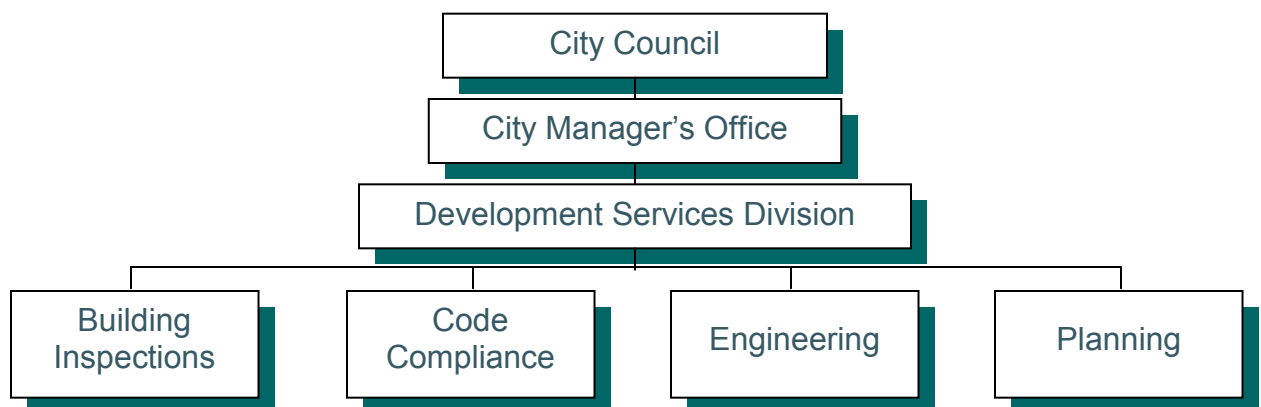 City Council
City Manager’s Office
Development Services Division
Building
Inspections
Code
Compliance
Engineering
Planning